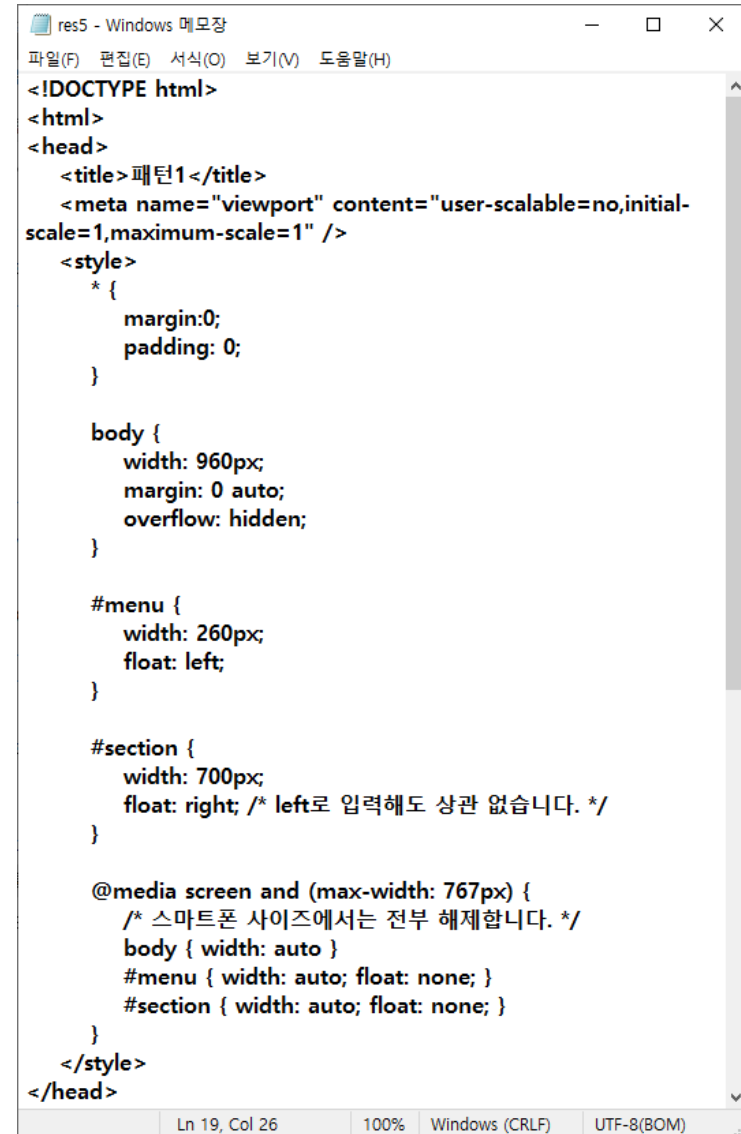 res5 - Windows 메모장
파일(F) 편집(E) 서식(O) 보기(V) 도움말(H)
<!DOCTYPE html>
<html>
<head>
<title>패턴1</title>
<meta name="viewport" content="user-scalable=no,initial-
scale=1,maximum-scale=1" />
<style>
* {
margin:0;
padding: 0;
}
body {
width: 960px;
margin: 0 auto;
overflow: hidden;
}
#menu {
width: 260px;
float: left;
}
#section {
width: 700px;
float: right; /* left로 입력해도 상관 없습니다. */
}
@media screen and (max-width: 767px) {
/* 스마트폰 사이즈에서는 전부 해제합니다. */
body { width: auto }
#menu { width: auto; float: none; }
#section { width: auto; float: none; }
}
</style>
</head>
Ln 19, Col 26 100% Windows (CRLF) UTF-8(BOM)